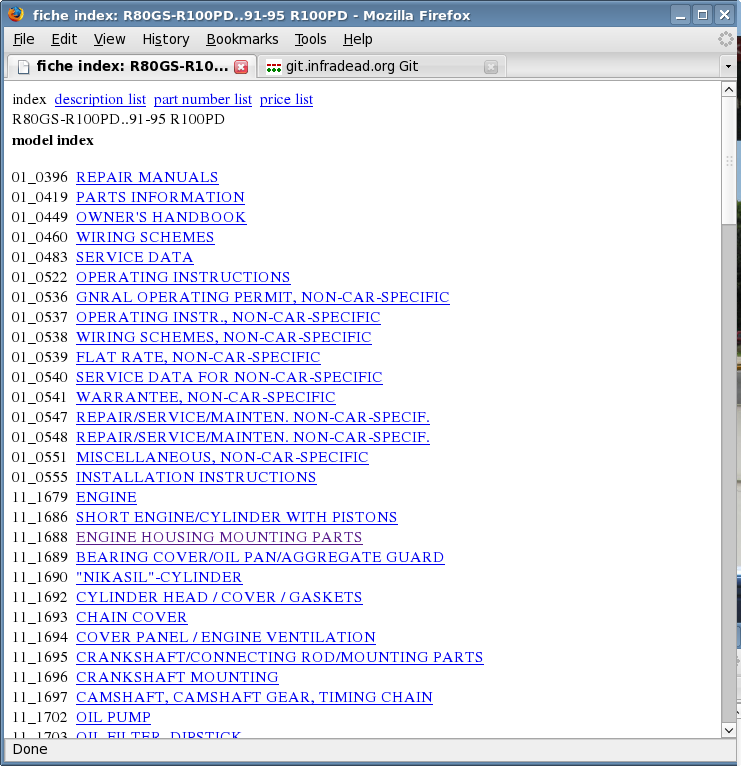 fiche index: R80GS-R100PD..91-95 R100PD - Mozilla Firefox
File Edit View History Bookmarks Tools Help
fiche index: R80GS-R10... git.infradead.org Git
index description list part number list price list
R80GS-R100PD..91-95 R100PD
model index
01_0396 REPAIR MANUALS
01_0419 PARTS INFORMATION
01_0449 OWNER'S HANDBOOK
01_0460 WIRING SCHEMES
01_0483 SERVICE DATA
01_0522 OPERATING INSTRUCTIONS
01_0536 GNRAL OPERATING PERMIT, NON-CAR-SPECIFIC
01_0537 OPERATING INSTR., NON-CAR-SPECIFIC
01_0538 WIRING SCHEMES, NON-CAR-SPECIFIC
01_0539 FLAT RATE, NON-CAR-SPECIFIC
01_0540 SERVICE DATA FOR NON-CAR-SPECIFIC
01_0541 WARRANTEE, NON-CAR-SPECIFIC
01_0547 REPAIR/SERVICE/MAINTEN. NON-CAR-SPECIF.
01_0548 REPAIR/SERVICE/MAINTEN. NON-CAR-SPECIF.
01_0551 MISCELLANEOUS, NON-CAR-SPECIFIC
01_0555 INSTALLATION INSTRUCTIONS
11_1679 ENGINE
11_1686 SHORT ENGINE/CYLINDER WITH PISTONS
11_1688 ENGINE HOUSING MOUNTING PARTS
11_1689 BEARING COVER/OIL PAN/AGGREGATE GUARD
11_1690 "NIKASIL"-CYLINDER
11_1692 CYLINDER HEAD / COVER / GASKETS
11_1693 CHAIN COVER
11_1694 COVER PANEL / ENGINE VENTILATION
11_1695 CRANKSHAFT/CONNECTING ROD/MOUNTING PARTS
11_1696 CRANKSHAFT MOUNTING
11_1697 CAMSHAFT, CAMSHAFT GEAR, TIMING CHAIN
11_1702 OIL PUMP
11_1703 OIL FILTER, DIPSTICK
Done